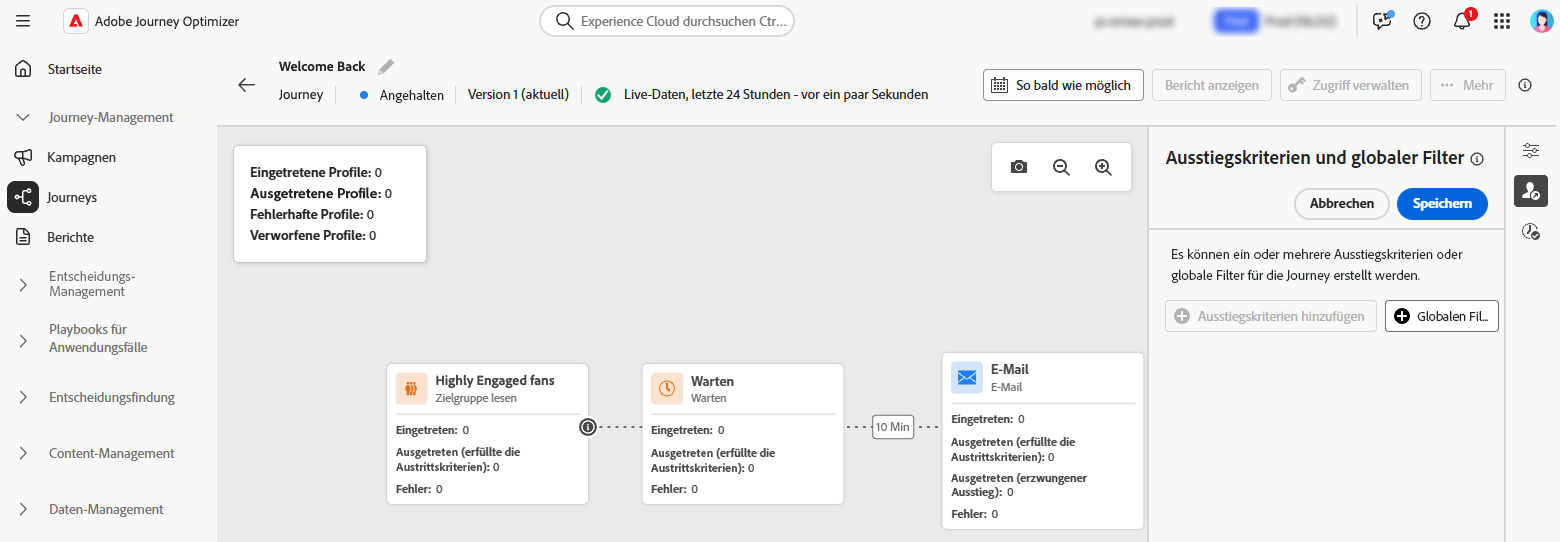 Adobe Journey Optimizer
Experience Cloud durchsuchen Ctr...
1
Startseite
Journey-Management
Kampagnen
Journeys
Berichte
Entscheidungs-
Management
Playbooks für
Anwendungsfälle
Entscheidungsfindung
Content-Management
Daten-Management
Welcome Back
Journey
Angehalten
Version 1 (aktuell)
Live-Daten, letzte 24 Stunden - vor ein paar Sekunden
So bald wie möglich
Bericht anzeigen
Zugriff verwalten
Mehr
Eingetretene Profile: 0
Ausgetretene Profile: 0
Fehlerhafte Profile: 0
Verworfene Profile: 0
Highly Engaged fans
Zielgruppe lesen
Eingetreten: 0
Ausgetreten (erfüllte die
Austrittskriterien): 0
Fehler: 0
Warten
Warten
Eingetreten: 0
Ausgetreten (erfüllte die
Austrittskriterien): 0
Fehler: 0
10 Min
E-Mail
E-Mail
Eingetreten: 0
Ausgetreten (erfüllte die
Austrittskriterien): 0
Ausgetreten (erzwungener
Ausstieg): 0
Fehler: 0
Ausstiegskriterien und globaler Filter
Abbrechen
Speichern
Es können ein oder mehrere Ausstiegskriterien oder
globale Filter für die Journey erstellt werden.
Ausstiegskriterien hinzufügen
Globalen Fil...